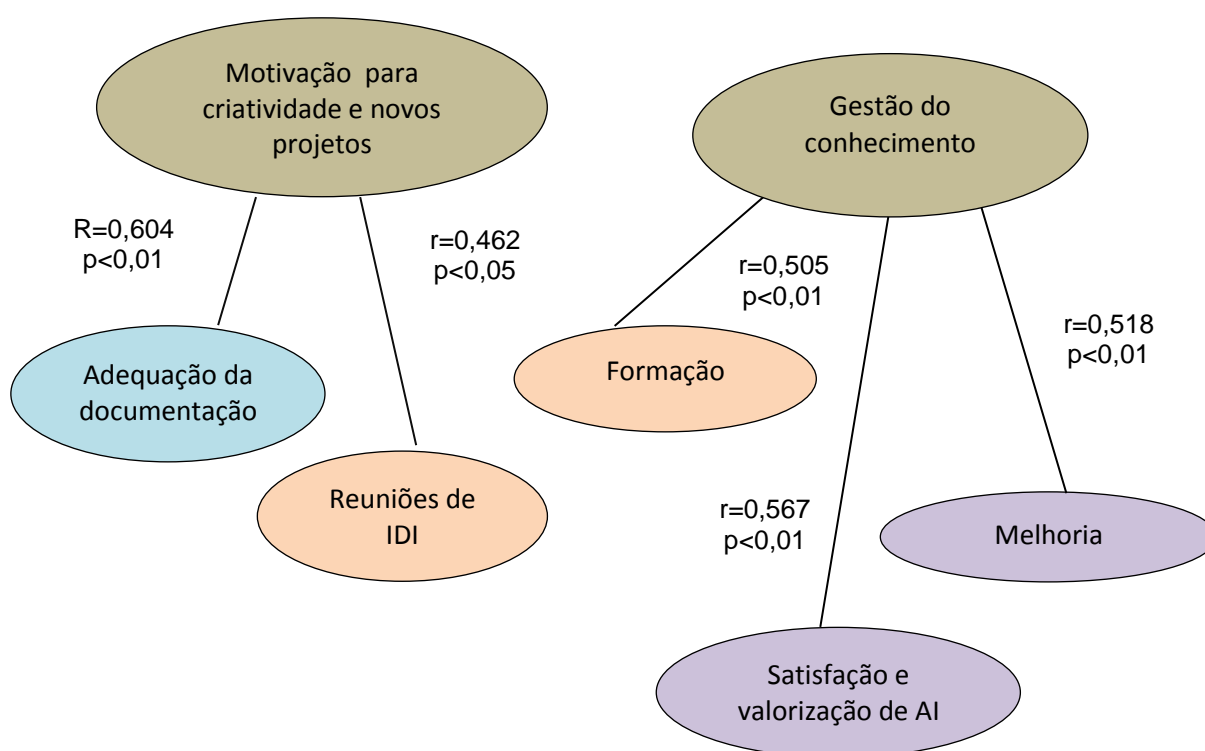 Motivação para
criatividade e novos
projetos
Gestão do
conhecimento
R=0,604
p<0,01
r=0,462
p<0,05
r=0,505
p<0,01
r=0,518
p<0,01
Adequação da
documentação
Formação
Reuniões de
IDI
r=0,567
p<0,01
Melhoria
Satisfação e
valorização de AI